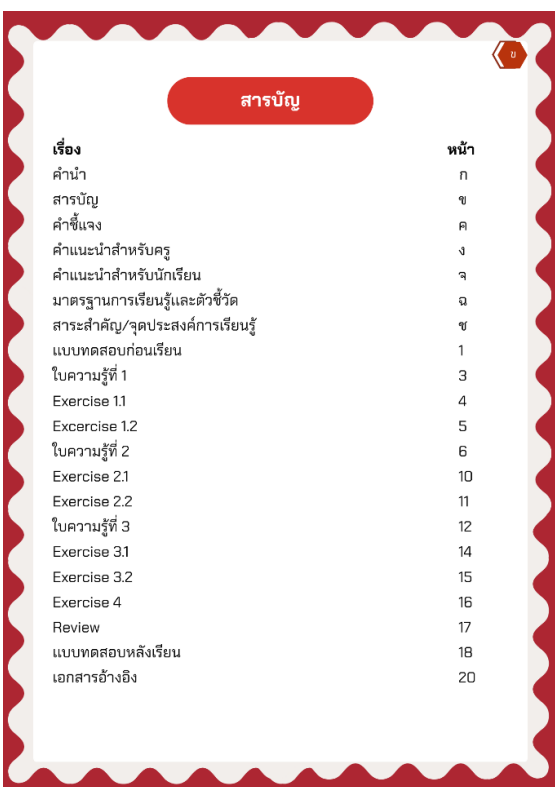 ข
สารบัญ
เรื่อง หน้า
คำนำ ก
สารบัญ ข
คำชี้แจง ค
คำแนะนำสำหรับครู ง
คำแนะนำสำหรับนักเรียน จ
มาตรฐานการเรียนรู้และตัวชี้วัด ฉ
สาระสำคัญ/จุดประสงค์การเรียนรู้ ช
แบบทดสอบก่อนเรียน 1
ใบความรู้ที่ 1 3
Exercise 1.1 4
Excercise 1.2 5
ใบความรู้ที่ 2 6
Exercise 2.1 10
Exercise 2.2 11
ใบความรู้ที่ 3 12
Exercise 3.1 14
Exercise 3.2 15
Exercise 4 16
Review 17
แบบทดสอบหลังเรียน 18
เอกสารอ้างอิง 20